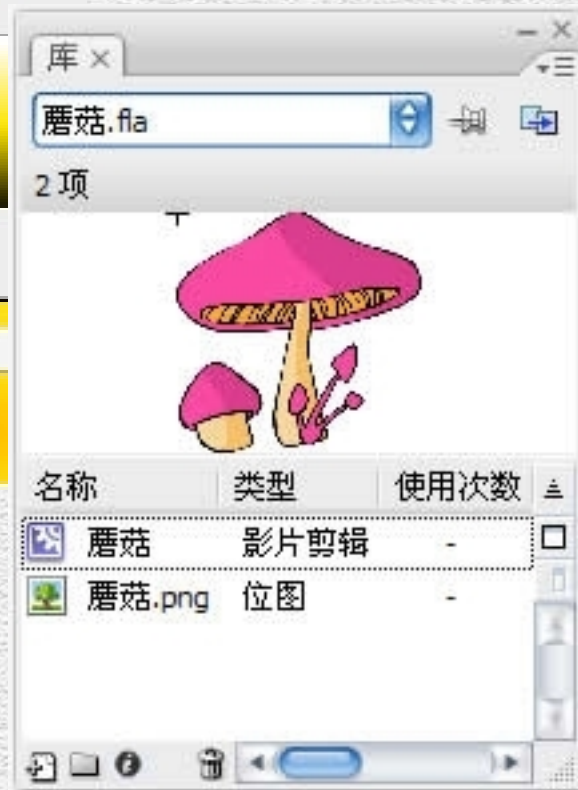 库
蘑菇.fla
2 项
名称 类型 使用次数
蘑菇 影片剪辑 -
蘑菇.png 位图 -